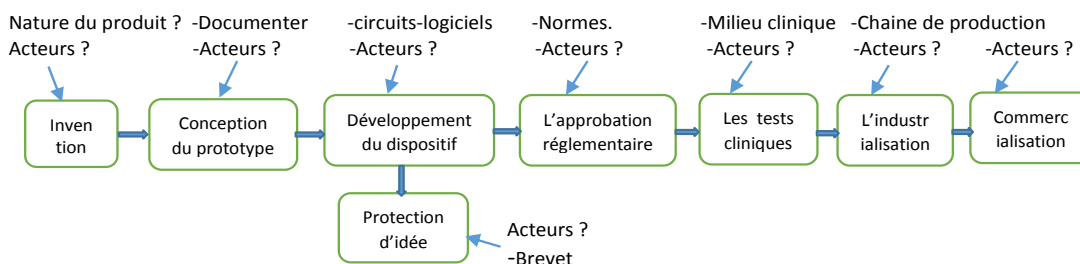 Nature du produit ?
Acteurs ?
-Documenter
-Acteurs ?
-circuits-logiciels
-Acteurs ?
-Normes.
-Acteurs ?
-Milieu clinique
-Acteurs ?
-Chaine de production
-Acteurs ?
-Acteurs ?
Inven
tion
Conception
du prototype
Développement
du dispositif
L'approbation
réglementaire
Les tests
cliniques
L'industr
ialisation
Commerc
ialisation
Protection
d'idée
Acteurs ?
-Brevet